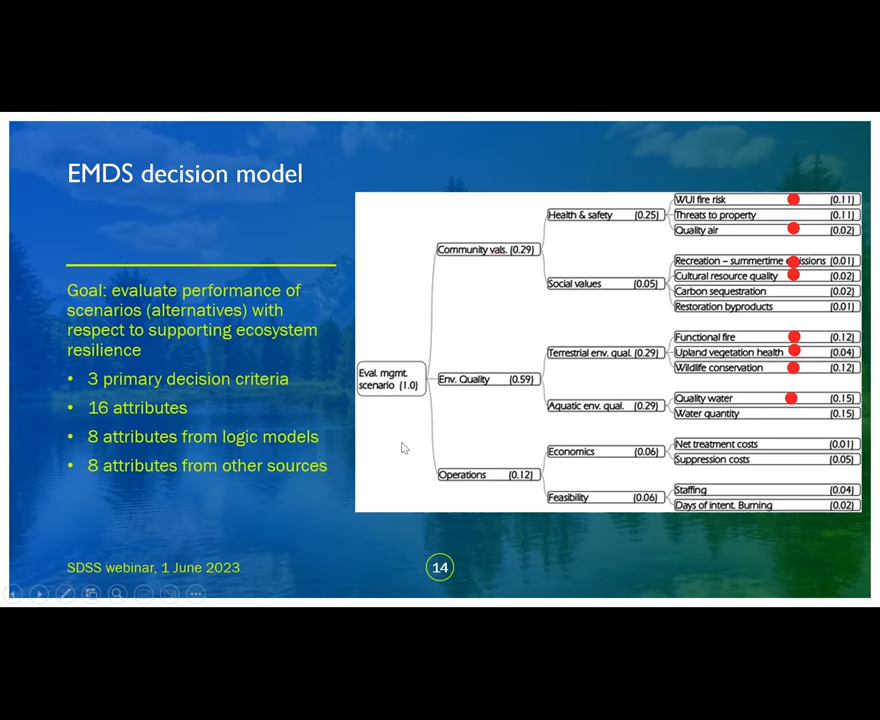 EMDS decision model
Goal: evaluate performance of
scenarios (alternatives) with
respect to supporting ecosystem
resilience
• 3 primary decision criteria
• 16 attributes
• 8 attributes from logic models
• 8 attributes from other sources
Eval. mgmt.
scenario (1.0)
Community vals. (0.29)
Health & safety (0.25)
WUI fire risk (0.11)
Threats to property (0.11)
Quality air (0.02)
Social values (0.05)
Recreation – summertime issions (0.01)
Cultural resource quality (0.02)
Carbon sequestration (0.02)
Restoration byproducts (0.01)
Env. Quality (0.59)
Terrestrial env. qual. (0.29)
Functional fire (0.12)
Upland vegetation health (0.04)
Wildlife conservation (0.12)
Aquatic env. qual. (0.29)
Quality water (0.15)
Water quantity (0.15)
Operations (0.12)
Economics (0.06)
Net treatment costs (0.01)
Suppression costs (0.05)
Feasibility (0.06)
Staffing (0.04)
Days of intent. Burning (0.02)
SDSS webinar, 1 June 2023
14